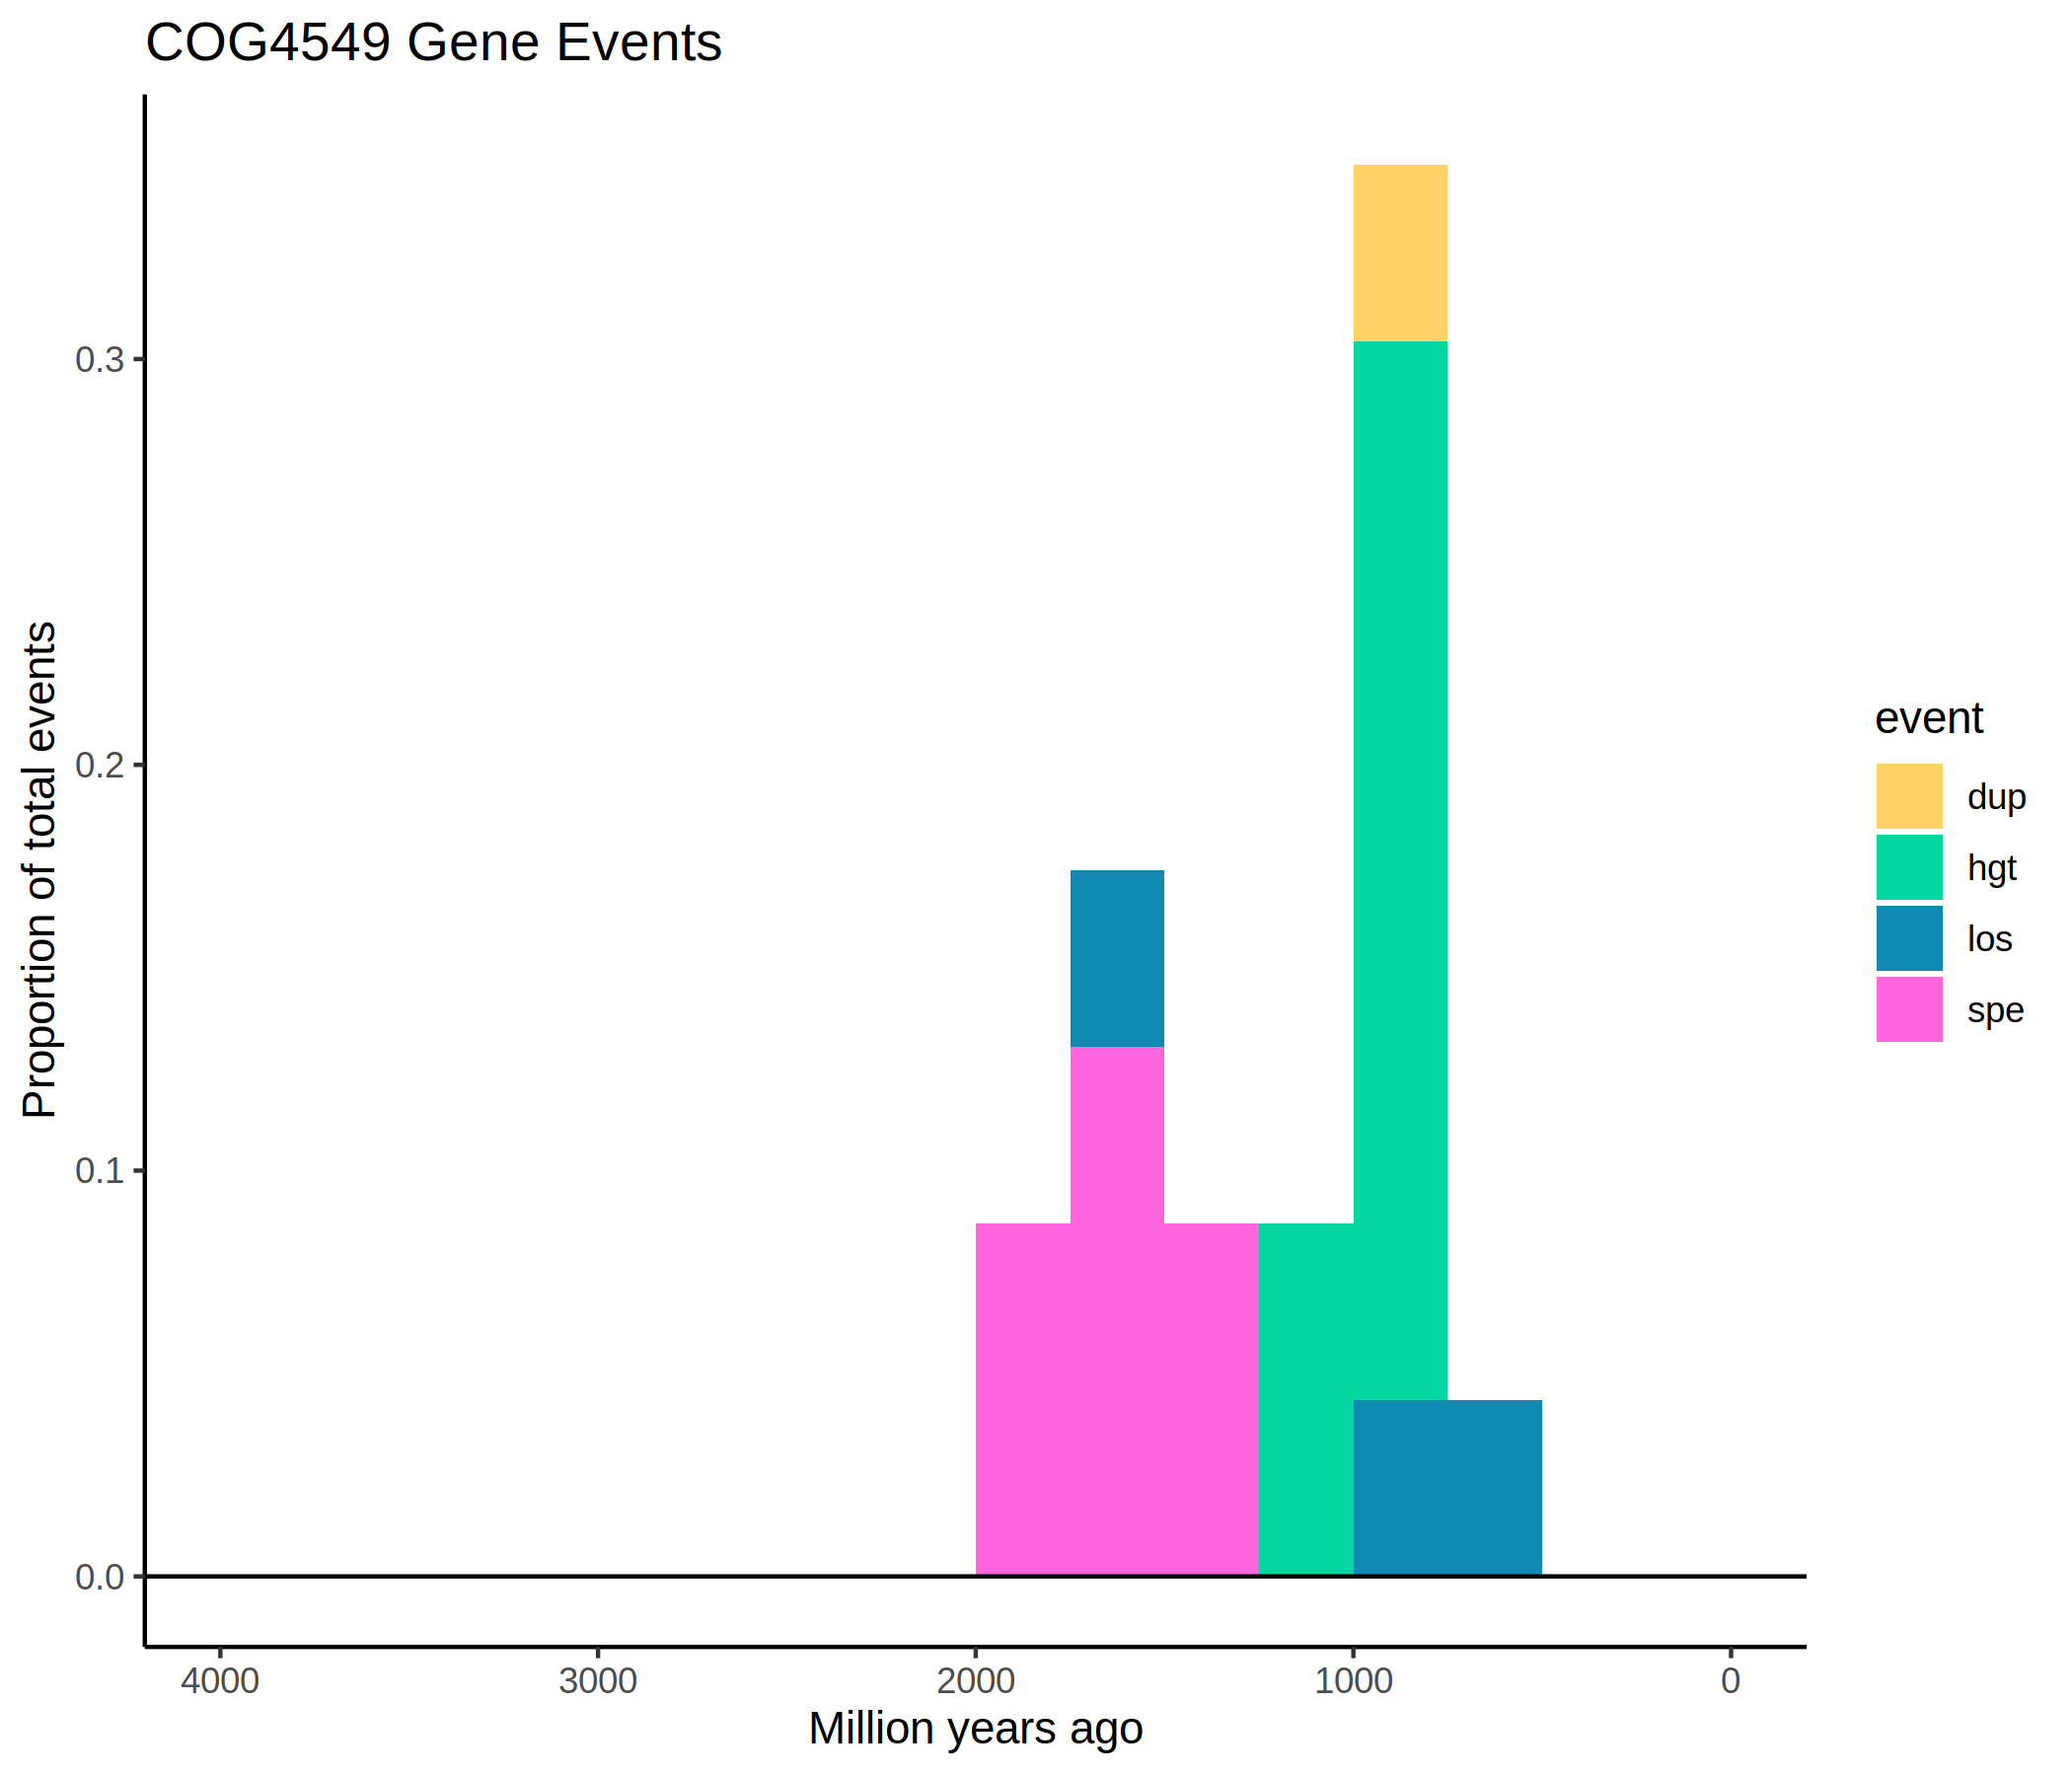 COG4549 Gene Events
Proportion of total events
0.3
0.2
0.1
0.0
4000 3000 2000 1000 0
Million years ago
event
dup
hgt
los
spe